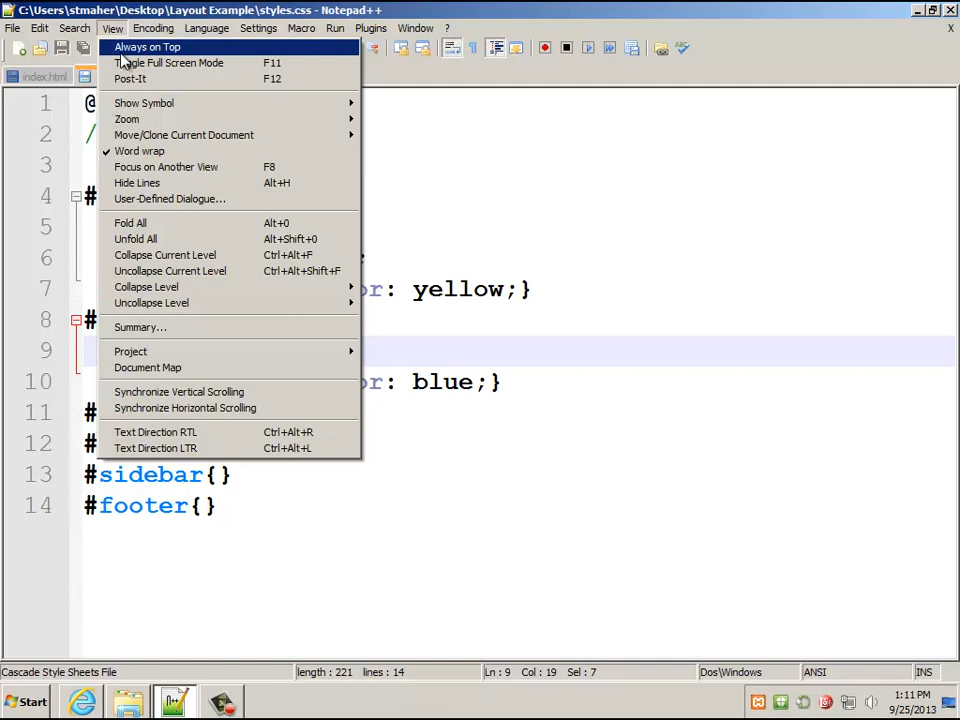 C:\Users\stmaher\Desktop\Layout Example\styles.css - Notepad++
File Edit Search View Encoding Language Settings Macro Run Plugins Window ? X
index.html
Always on Top
Toggle Full Screen Mode F11
Post-It F12
Show Symbol
Zoom
Move/Clone Current Document
Word wrap
Focus on Another View F8
Hide Lines Alt+H
User-Defined Dialogue...
Fold All Alt+0
Unfold All Alt+Shift+0
Collapse Current Level Ctrl+Alt+F
Uncollapse Current Level Ctrl+Alt+Shift+F
Collapse Level
Uncollapse Level
Summary...
Project
Document Map
Synchronize Vertical Scrolling
Synchronize Horizontal Scrolling
Text Direction RTL Ctrl+Alt+R
Text Direction LTR Ctrl+Alt+L
1 @
2 /
3
4 #
5
6
7 or: yellow;}
8 #
9
10 or: blue;}
11 #
12 #
13 #sidebar{}
14 #footer{}
Cascade Style Sheets File length : 221 lines : 14 Ln : 9 Col : 19 Sel : 7 Dos\Windows ANSI INS
Start 1:11 PM
9/25/2013